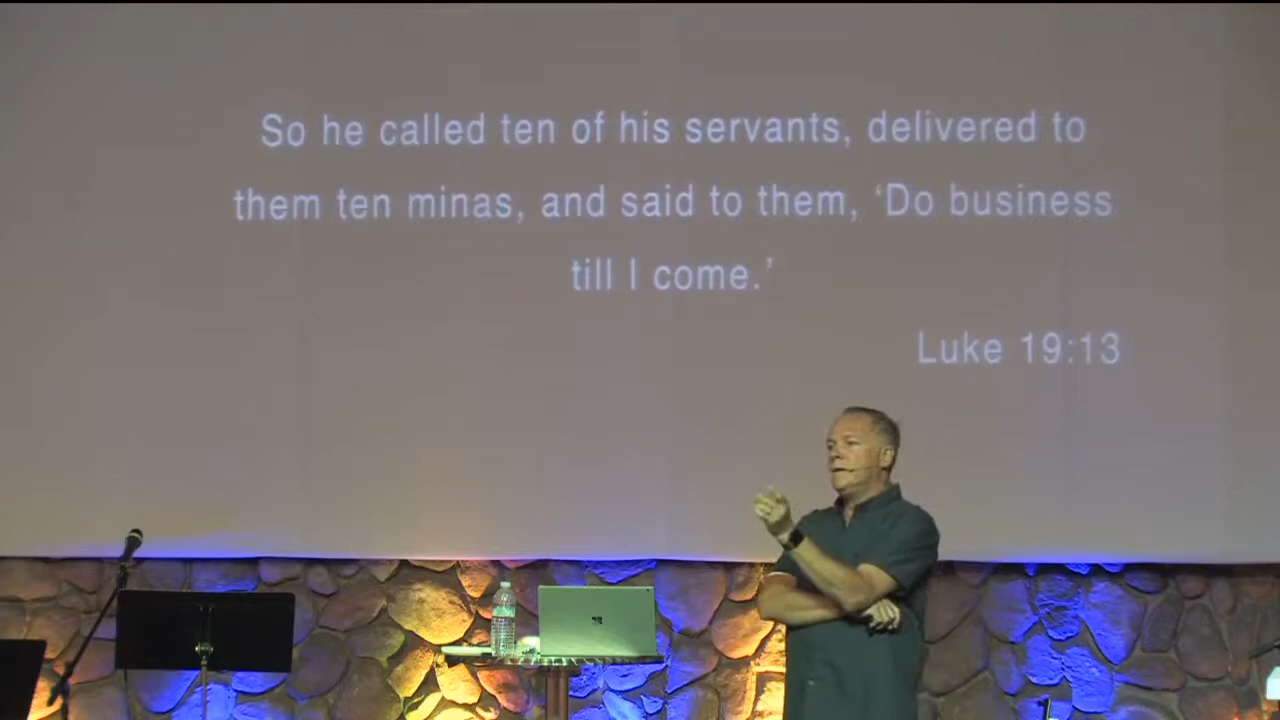 So he called ten of his servants, delivered to
them ten minas, and said to them, ‘Do business
till I come.’
Luke 19:13